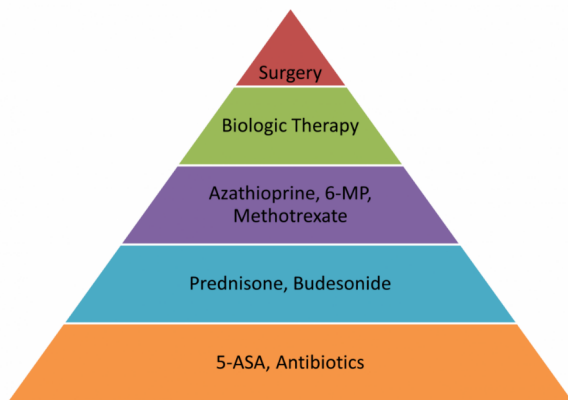 Surgery
Biologic Therapy
Azathioprine, 6-MP,
Methotrexate
Prednisone, Budesonide
5-ASA, Antibiotics